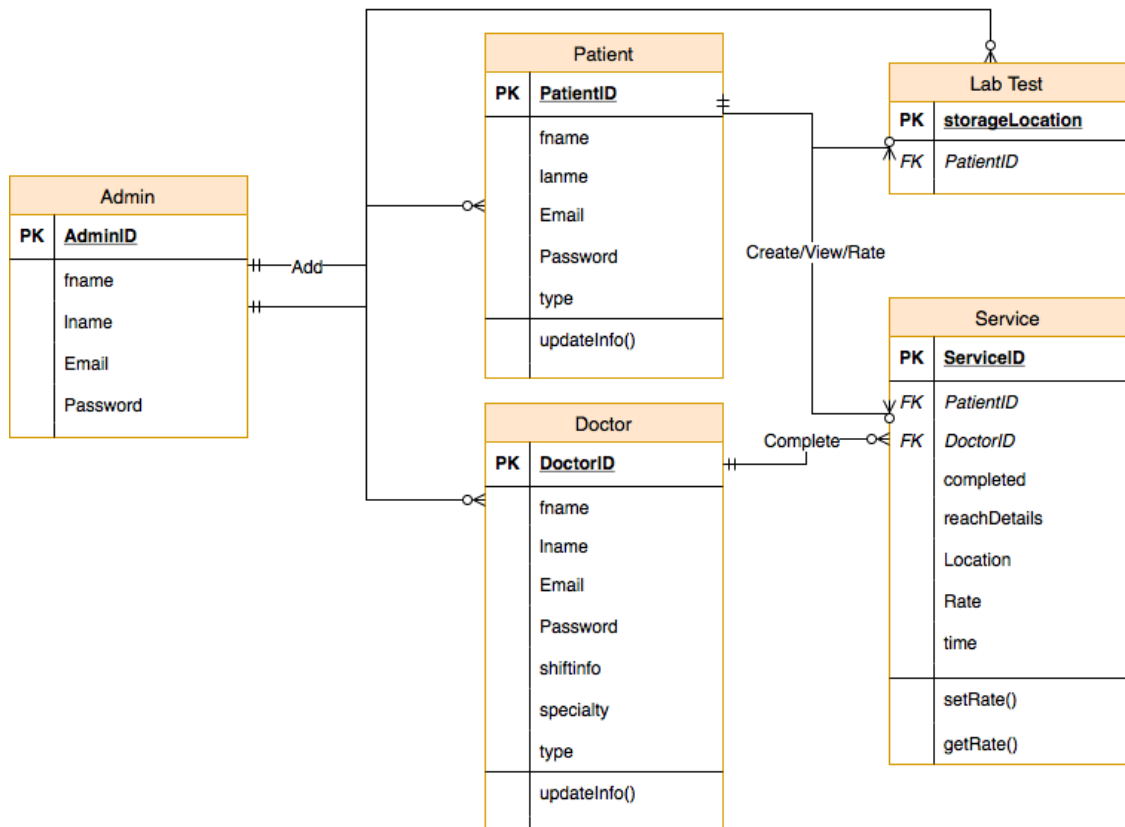 Admin
PK AdminID
fname
lname
Email
Password
Add
Patient
PK PatientID
fname
lanme
Email
Password
type
updateInfo()
Doctor
PK DoctorID
fname
lname
Email
Password
shiftinfo
specialty
type
updateInfo()
Create/View/Rate
Complete
Lab Test
PK storageLocation
FK PatientID
Service
PK ServiceID
FK PatientID
FK DoctorID
completed
reachDetails
Location
Rate
time
setRate()
getRate()